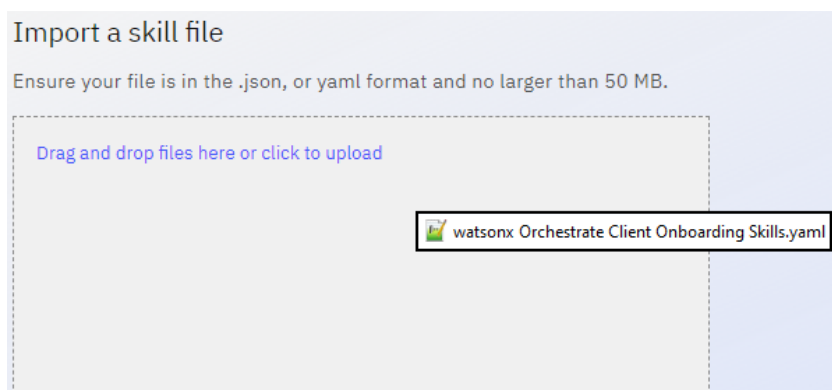 Import a skill file
Ensure your file is in the .json, or yaml format and no larger than 50 MB.
Drag and drop files here or click to upload
watsonx Orchestrate Client Onboarding Skills.yaml